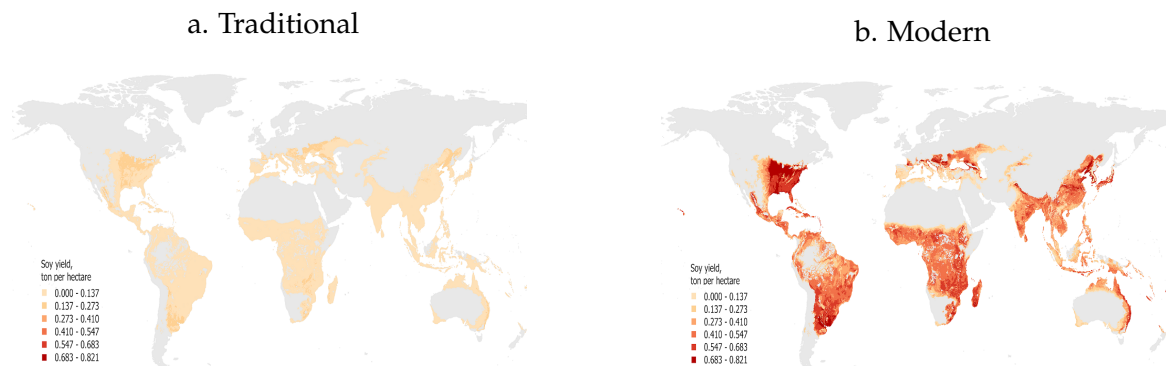 a. Traditional
Soy yield,
ton per hectare
0.000 - 0.137
0.137 - 0.273
0.273 - 0.410
0.410 - 0.547
0.547 - 0.683
0.683 - 0.821
b. Modern
Soy yield,
ton per hectare
0.000 - 0.137
0.137 - 0.273
0.273 - 0.410
0.410 - 0.547
0.547 - 0.683
0.683 - 0.821